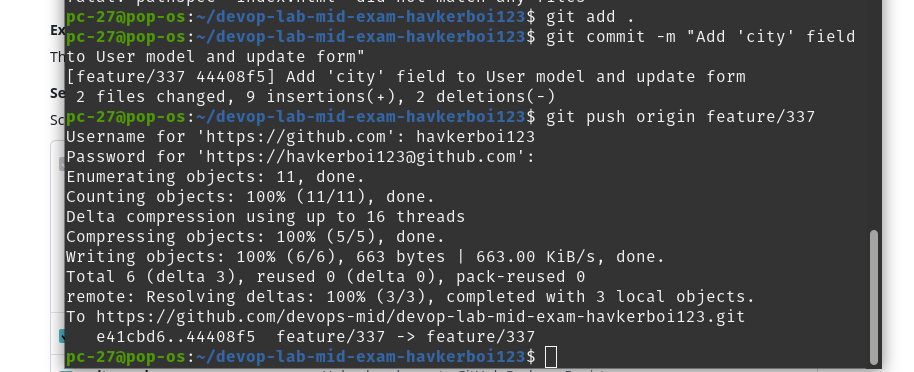 pc-27@pop-os:~/devop-lab-mid-exam-havkerboi123$ git add .
pc-27@pop-os:~/devop-lab-mid-exam-havkerboi123$ git commit -m "Add 'city' field
to User model and update form"
[feature/337 44408f5] Add 'city' field to User model and update form
 2 files changed, 9 insertions(+), 2 deletions(-)
pc-27@pop-os:~/devop-lab-mid-exam-havkerboi123$ git push origin feature/337
Username for 'https://github.com': havkerboi123
Password for 'https://havkerboi123@github.com':
Enumerating objects: 11, done.
Counting objects: 100% (11/11), done.
Delta compression using up to 16 threads
Compressing objects: 100% (5/5), done.
Writing objects: 100% (6/6), 663 bytes | 663.00 KiB/s, done.
Total 6 (delta 3), reused 0 (delta 0), pack-reused 0
remote: Resolving deltas: 100% (3/3), completed with 3 local objects.
To https://github.com/devops-mid/devop-lab-mid-exam-havkerboi123.git
   e41cbd6..44408f5  feature/337 -> feature/337
pc-27@pop-os:~/devop-lab-mid-exam-havkerboi123$